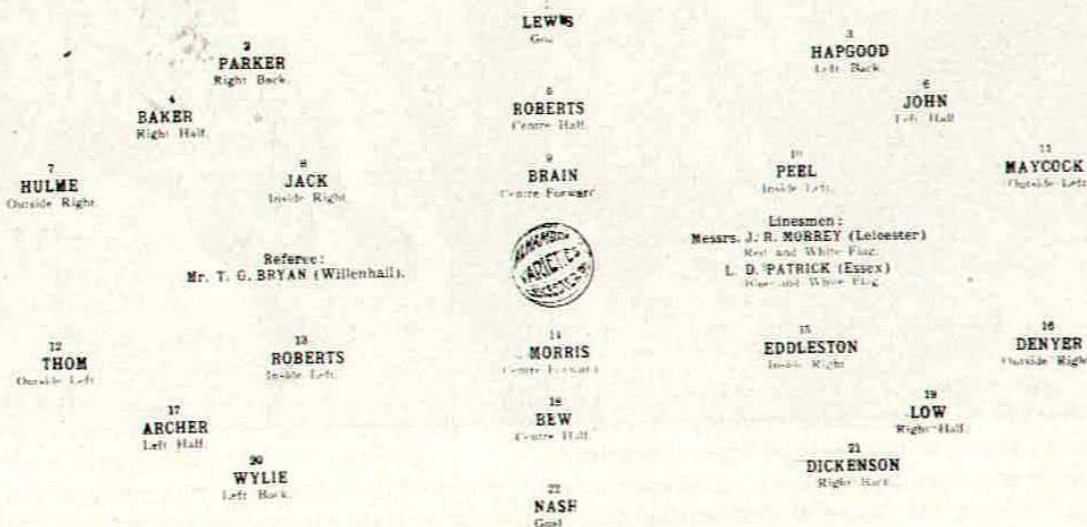 LEWIS
Goal
2
PARKER
Right Back.
3
HAPGOOD
Left Back.
4
BAKER
Right Half.
5
ROBERTS
Centre Half.
6
JOHN
Left Half
7
HULME
Outside Right.
8
JACK
Inside Right.
9
BRAIN
Centre Forward
10
PEEL
Inside Left.
11
MAYCOCK
Outside Left
Referee:
Mr. T. G. BRYAN (Willenhall).
VARIETIES
Linesmen:
Messrs. J. R. MORREY (Leicester)
Red and White Flag.
L. D. PATRICK (Essex)
and White Flag
12
THOM
Outside Left
13
ROBERTS
Inside Left.
14
MORRIS
Centre Forward
15
EDDLESTON
Inside Right
16
DENYER
Outside Right
17
ARCHER
Left Half.
18
BEW
Centre Half.
19
LOW
Right Half.
20
WYLIE
Left Back.
21
DICKENSON
Right Back.
22
NASH
Goal